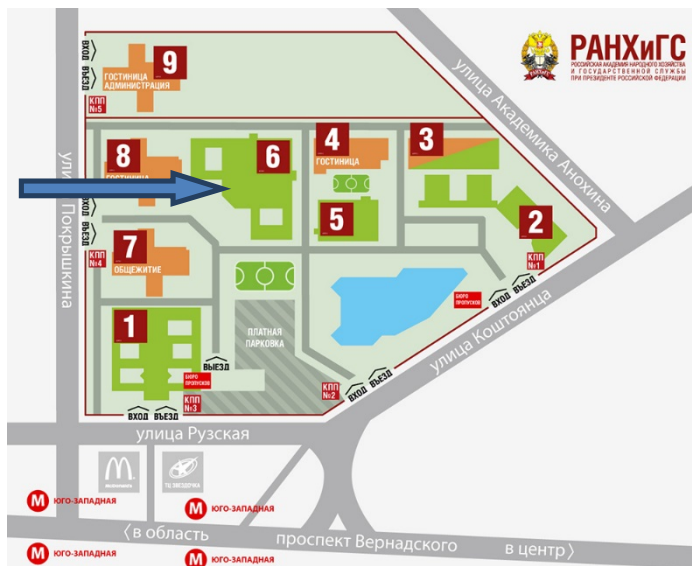 РАНХиГС
РОССИЙСКАЯ АКАДЕМИЯ НАРОДНОГО ХОЗЯЙСТВА
И ГОСУДАРСТВЕННОЙ СЛУЖБЫ
ПРИ ПРЕЗИДЕНТЕ РОССИЙСКОЙ ФЕДЕРАЦИИ
ВХОД
ВЪЕЗД
КПП
№5
9
ГОСТИНИЦА
АДМИНИСТРАЦИЯ
улица Академика Анохина
8
ГОСТИНИЦА
6
4
ГОСТИНИЦА
3
5
2
КПП
№1
улица Покрышкина
ВХОД
ВЪЕЗД
КПП
№4
7
ОБЩЕЖИТИЕ
БЮРО
ПРОПУСКОВ
ВХОД
ВЪЕЗД
улица Коштоянца
1
ПЛАТНАЯ
ПАРКОВКА
ВЫЕЗД
БЮРО
ПРОПУСКОВ
КПП
№3
КПП
№2
ВХОД
ВЪЕЗД
ВХОД
ВЪЕЗД
улица Рузская
ТЦ ЗВЕЗДОЧКА
М ЮГО-ЗАПАДНАЯ
М ЮГО-ЗАПАДНАЯ
〈в область
проспект Вернадского
в центр〉
М ЮГО-ЗАПАДНАЯ
М ЮГО-ЗАПАДНАЯ